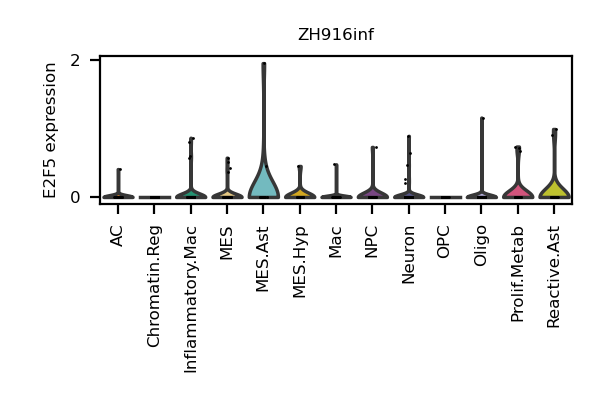 ZH916inf
E2F5 expression
2
0
AC
Chromatin.Reg
Inflammatory.Mac
MES
MES.Ast
MES.Hyp
Mac
NPC
Neuron
OPC
Oligo
Prolif.Metab
Reactive.Ast